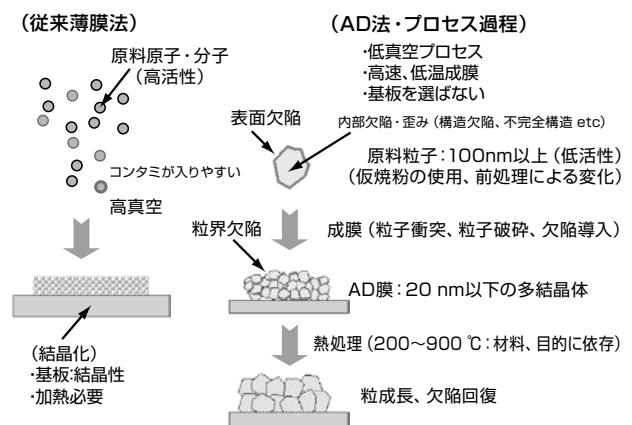 （従来薄膜法）
原料原子・分子
（高活性）
コンタミが入りやすい
高真空
（結晶化）
・基板:結晶性
・加熱必要
（AD法・プロセス過程）
・低真空プロセス
・高速、低温成膜
・基板を選ばない
表面欠陥
内部欠陥・歪み（構造欠陥、不完全構造 etc）
原料粒子：100nm以上（低活性）
（仮焼粉の使用、前処理による変化）
成膜（粒子衝突、粒子破砕、欠陥導入）
粒界欠陥
AD膜：20 nm以下の多結晶体
熱処理（200～900 ℃：材料、目的に依存）
粒成長、欠陥回復